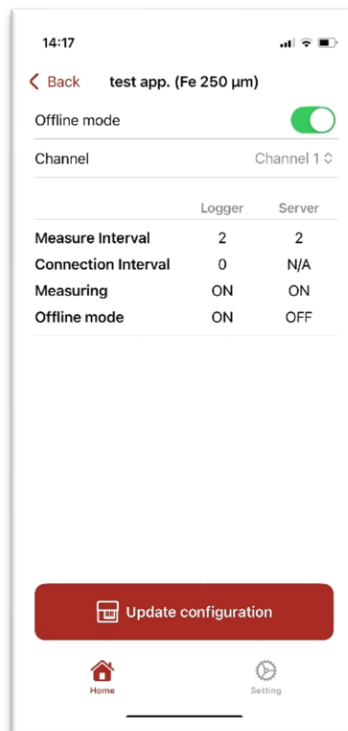 14:17
Back test app. (Fe 250 µm)
Offline mode
Channel Channel 1
Logger Server
Measure Interval 2 2
Connection Interval 0 N/A
Measuring ON ON
Offline mode ON OFF
Update configuration
Home Setting